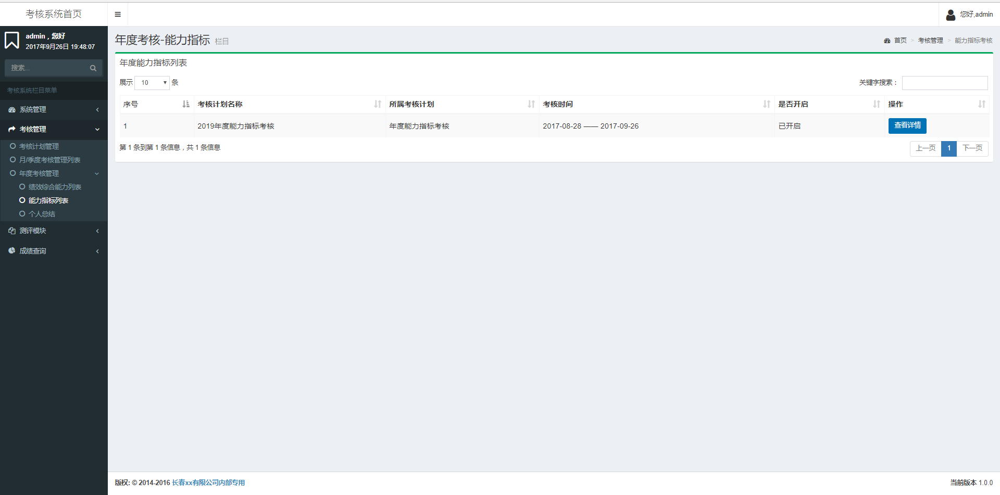 考核系统首页
您好,admin
admin，您好
2017年9月26日 19:48:07
搜索...
考核系统栏目菜单
系统管理
考核管理
考核计划管理
月/季度考核管理列表
年度考核管理
绩效综合能力列表
能力指标列表
个人总结
测评模块
成绩查询
年度考核-能力指标 栏目
首页 > 考核管理 > 能力指标考核
年度能力指标列表
展示 10 条
关键字搜索：
序号 考核计划名称 所属考核计划 考核时间 是否开启 操作
1 2019年度能力指标考核 年度能力指标考核 2017-08-28 —— 2017-09-26 已开启 查看详情
第 1 条到第 1 条信息，共 1 条信息
上一页 1 下一页
版权: © 2014-2016 长春xx有限公司内部专用
当前版本 1.0.0